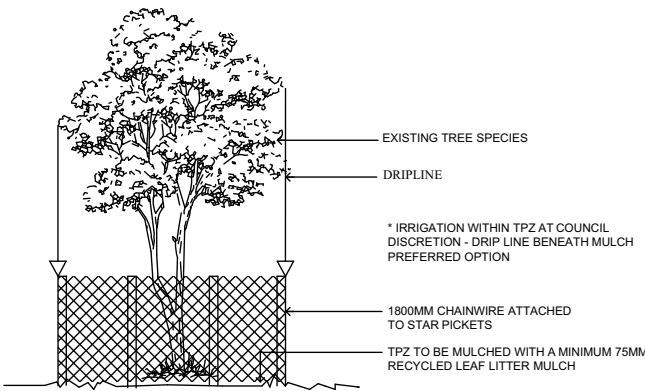 EXISTING TREE SPECIES
DRIPLINE
* IRRIGATION WITHIN TPZ AT COUNCIL
DISCRETION - DRIP LINE BENEATH MULCH
PREFERRED OPTION
1800MM CHAINWIRE ATTACHED
TO STAR PICKETS
TPZ TO BE MULCHED WITH A MINIMUM 75MM
RECYCLED LEAF LITTER MULCH